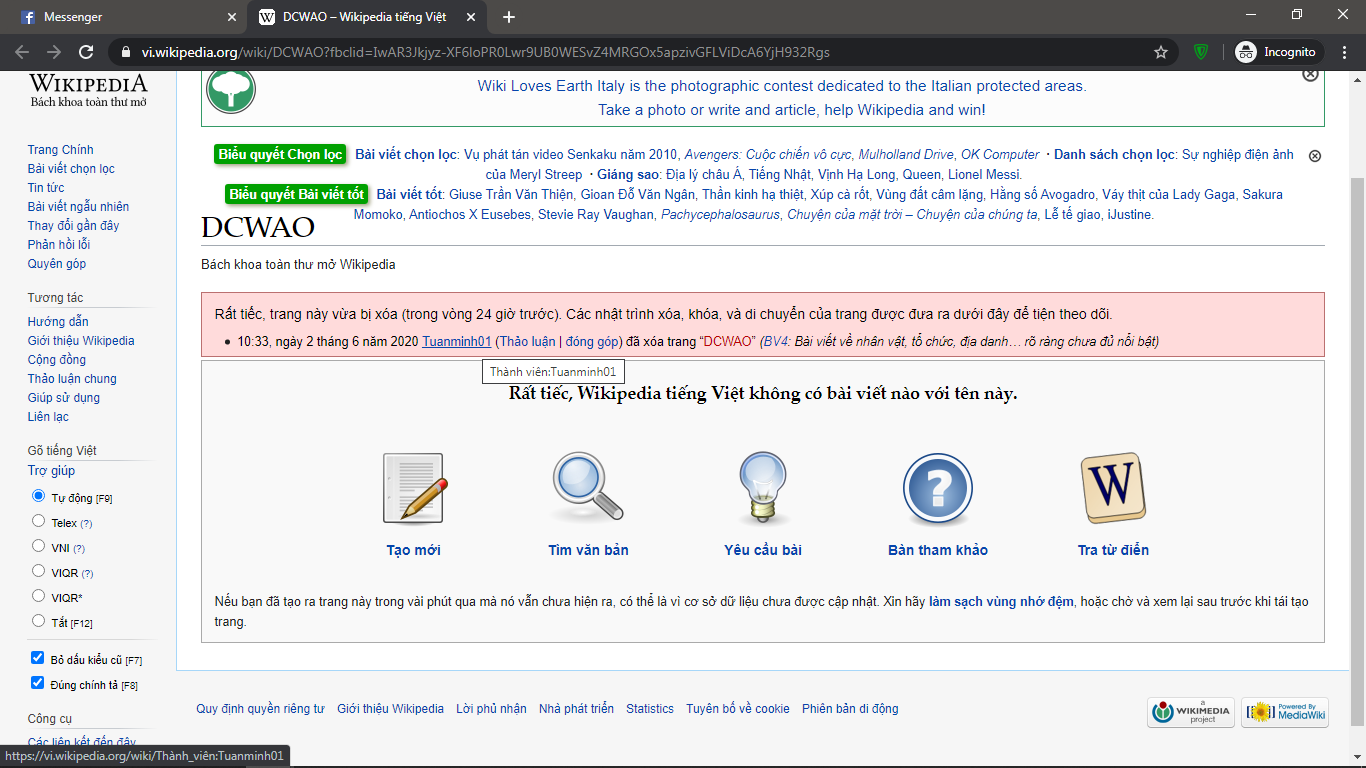 Messenger
DCWAO – Wikipedia tiếng Việt
vi.wikipedia.org/wiki/DCWAO?fbclid=IwAR3Jkjyz-XF6loPR0Lwr9UB0WESvZ4MRGOx5apzivGFLViDcA6YjH932Rgs
Incognito
WIKIPEDIA
Bách khoa toàn thư mở
Trang Chính
Bài viết chọn lọc
Tin tức
Bài viết ngẫu nhiên
Thay đổi gần đây
Phản hồi lỗi
Quyên góp
Tương tác
Hướng dẫn
Giới thiệu Wikipedia
Cộng đồng
Thảo luận chung
Giúp sử dụng
Liên lạc
Gõ tiếng Việt
Trợ giúp
Tự động [F9]
Telex (?)
VNI (?)
VIQR (?)
VIQR*
Tắt [F12]
Bỏ dấu kiểu cũ [F7]
Đúng chính tả [F8]
Công cụ
Các liên kết đến đây
Wiki Loves Earth Italy is the photographic contest dedicated to the Italian protected areas.
Take a photo or write and article, help Wikipedia and win!
Biểu quyết Chọn lọc Bài viết chọn lọc: Vụ phát tán video Senkaku năm 2010, Avengers: Cuộc chiến vô cực, Mulholland Drive, OK Computer · Danh sách chọn lọc: Sự nghiệp điện ảnh
của Meryl Streep · Giáng sao: Địa lý châu Á, Tiếng Nhật, Vịnh Hạ Long, Queen, Lionel Messi.
Biểu quyết Bài viết tốt Bài viết tốt: Giuse Trần Văn Thiện, Gioan Đỗ Văn Ngân, Thần kinh hạ thiệt, Xúp cà rốt, Vùng đất câm lặng, Hằng số Avogadro, Váy thịt của Lady Gaga, Sakura
Momoko, Antiochos X Eusebes, Stevie Ray Vaughan, Pachycephalosaurus, Chuyện của mặt trời – Chuyện của chúng ta, Lễ tế giao, iJustine.
DCWAO
Bách khoa toàn thư mở Wikipedia
Rất tiếc, trang này vừa bị xóa (trong vòng 24 giờ trước). Các nhật trình xóa, khóa, và di chuyển của trang được đưa ra dưới đây để tiện theo dõi.
• 10:33, ngày 2 tháng 6 năm 2020 Tuanminh01 (Thảo luận | đóng góp) đã xóa trang “DCWAO” (BV4: Bài viết về nhân vật, tổ chức, địa danh… rõ ràng chưa đủ nổi bật)
Thành viên:Tuanminh01
Rất tiếc, Wikipedia tiếng Việt không có bài viết nào với tên này.
Tạo mới
Tìm văn bản
Yêu cầu bài
Bàn tham khảo
W
Tra từ điển
Nếu bạn đã tạo ra trang này trong vài phút qua mà nó vẫn chưa hiện ra, có thể là vì cơ sở dữ liệu chưa được cập nhật. Xin hãy làm sạch vùng nhớ đệm, hoặc chờ và xem lại sau trước khi tái tạo
trang.
Quy định quyền riêng tư Giới thiệu Wikipedia Lời phủ nhận Nhà phát triển Statistics Tuyên bố về cookie Phiên bản di động
a
WIKIMEDIA
project
Powered By
MediaWiki
https://vi.wikipedia.org/wiki/Thành_viên:Tuanminh01